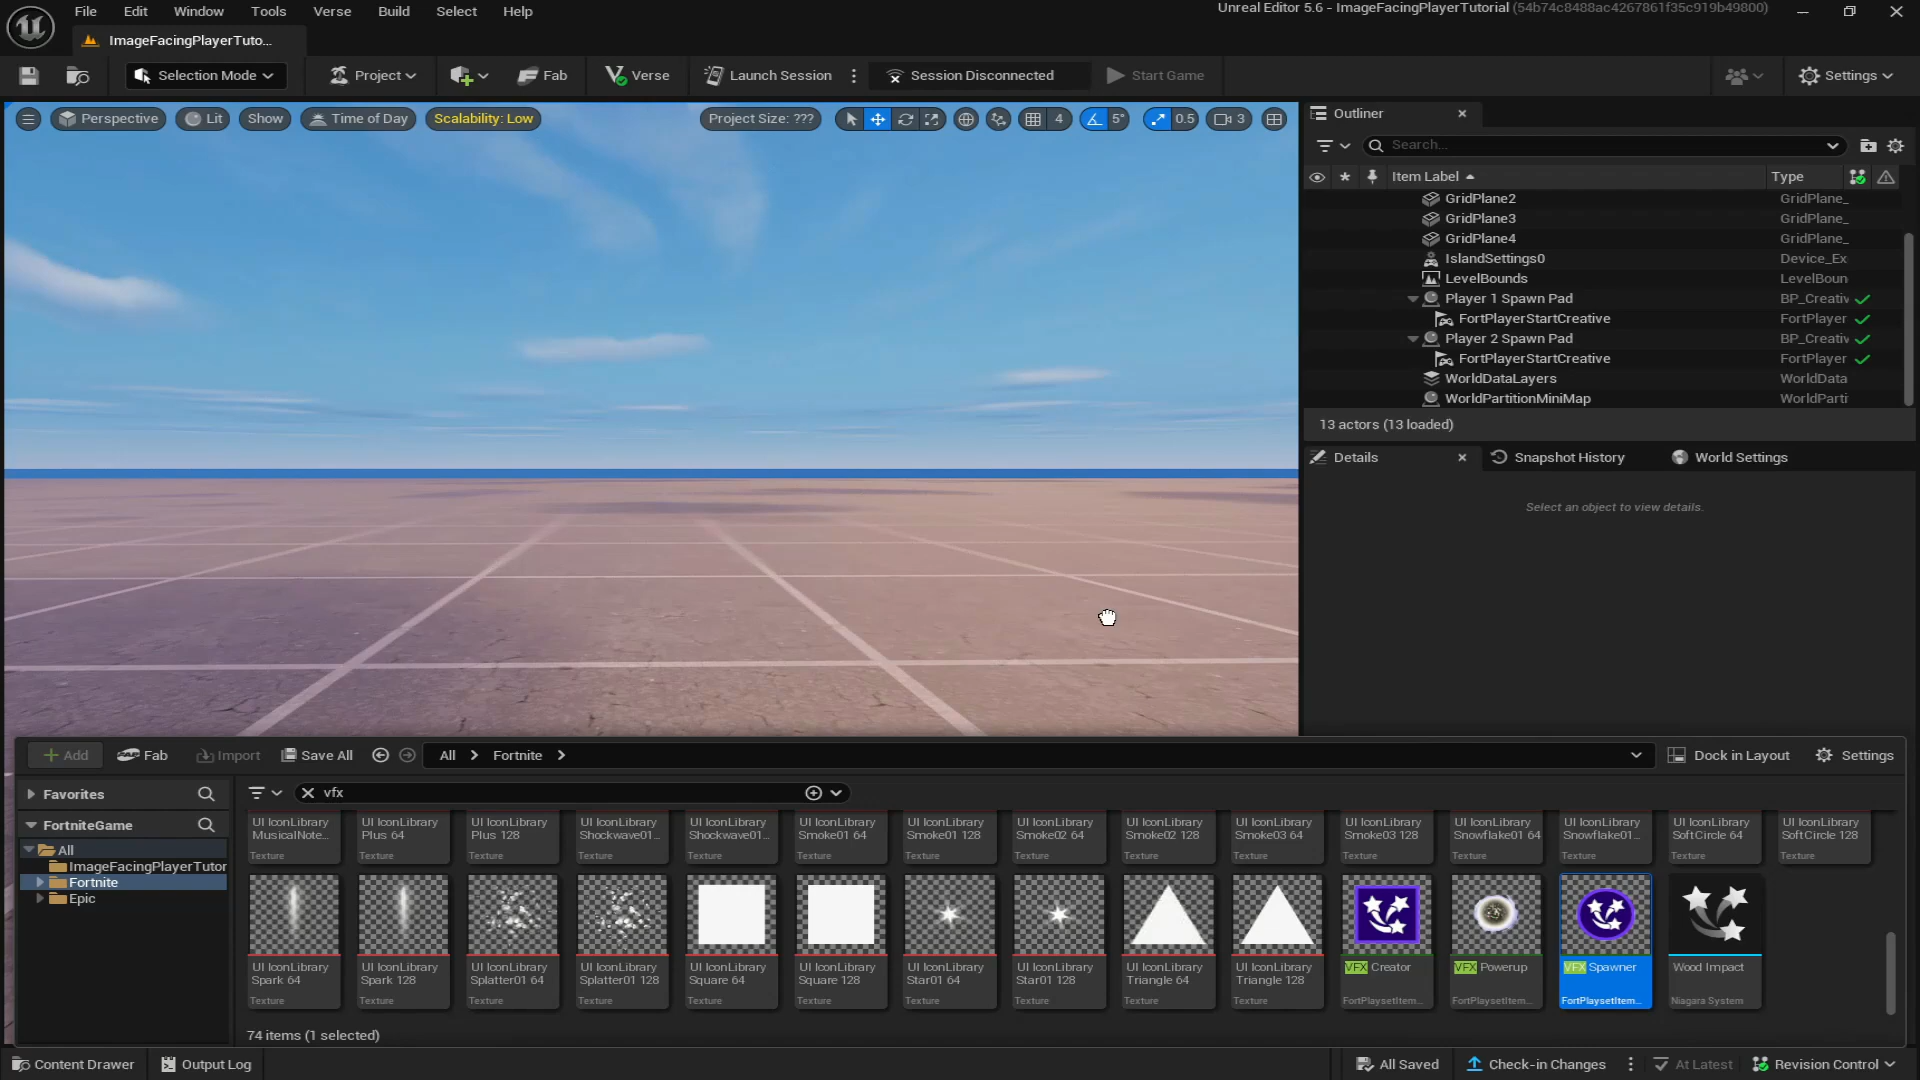 File Edit Window Tools Verse Build Select Help
Unreal Editor 5.6 - ImageFacingPlayerTutorial (54b74c8488ac4267861f35c919b49800)
ImageFacingPlayerTuto...
Selection Mode Project Fab Verse Launch Session Session Disconnected Start Game Settings
Perspective Lit Show Time of Day Scalability: Low Project Size: ??? 4 5° 0.5 3
Outliner
Search...
Item Label Type
GridPlane2 GridPlane_
GridPlane3 GridPlane_
GridPlane4 GridPlane_
IslandSettings0 Device_Ex
LevelBounds LevelBoun
Player 1 Spawn Pad BP_Creativ
FortPlayerStartCreative FortPlayer
Player 2 Spawn Pad BP_Creativ
FortPlayerStartCreative FortPlayer
WorldDataLayers WorldData
WorldPartitionMiniMap WorldParti
13 actors (13 loaded)
Details Snapshot History World Settings
Select an object to view details.
Add Fab Import Save All All Fortnite Dock in Layout Settings
Favorites
vfx
FortniteGame
All
ImageFacingPlayerTutor
Fortnite
Epic
UI IconLibrary UI IconLibrary UI IconLibrary UI IconLibrary UI IconLibrary UI IconLibrary UI IconLibrary UI IconLibrary UI IconLibrary UI IconLibrary UI IconLibrary UI IconLibrary UI IconLibrary UI IconLibrary UI IconLibrary
MusicalNote... Plus 64 Plus 128 Shockwave01... Shockwave01... Smoke01 64 Smoke01 128 Smoke02 64 Smoke02 128 Smoke03 64 Smoke03 128 Snowflake01 64 Snowflake01... SoftCircle 64 SoftCircle 128
Texture Texture Texture Texture Texture Texture Texture Texture Texture Texture Texture Texture Texture Texture Texture
UI IconLibrary UI IconLibrary UI IconLibrary UI IconLibrary UI IconLibrary UI IconLibrary UI IconLibrary UI IconLibrary UI IconLibrary UI IconLibrary VFX Creator VFX Powerup VFX Spawner Wood Impact
Spark 64 Spark 128 Splatter01 64 Splatter01 128 Square 64 Square 128 Star01 64 Star01 128 Triangle 64 Triangle 128
Texture Texture Texture Texture Texture Texture Texture Texture Texture Texture FortPlaysetItem... FortPlaysetItem... FortPlaysetItem... Niagara System
74 items (1 selected)
Content Drawer Output Log All Saved Check-in Changes At Latest Revision Control